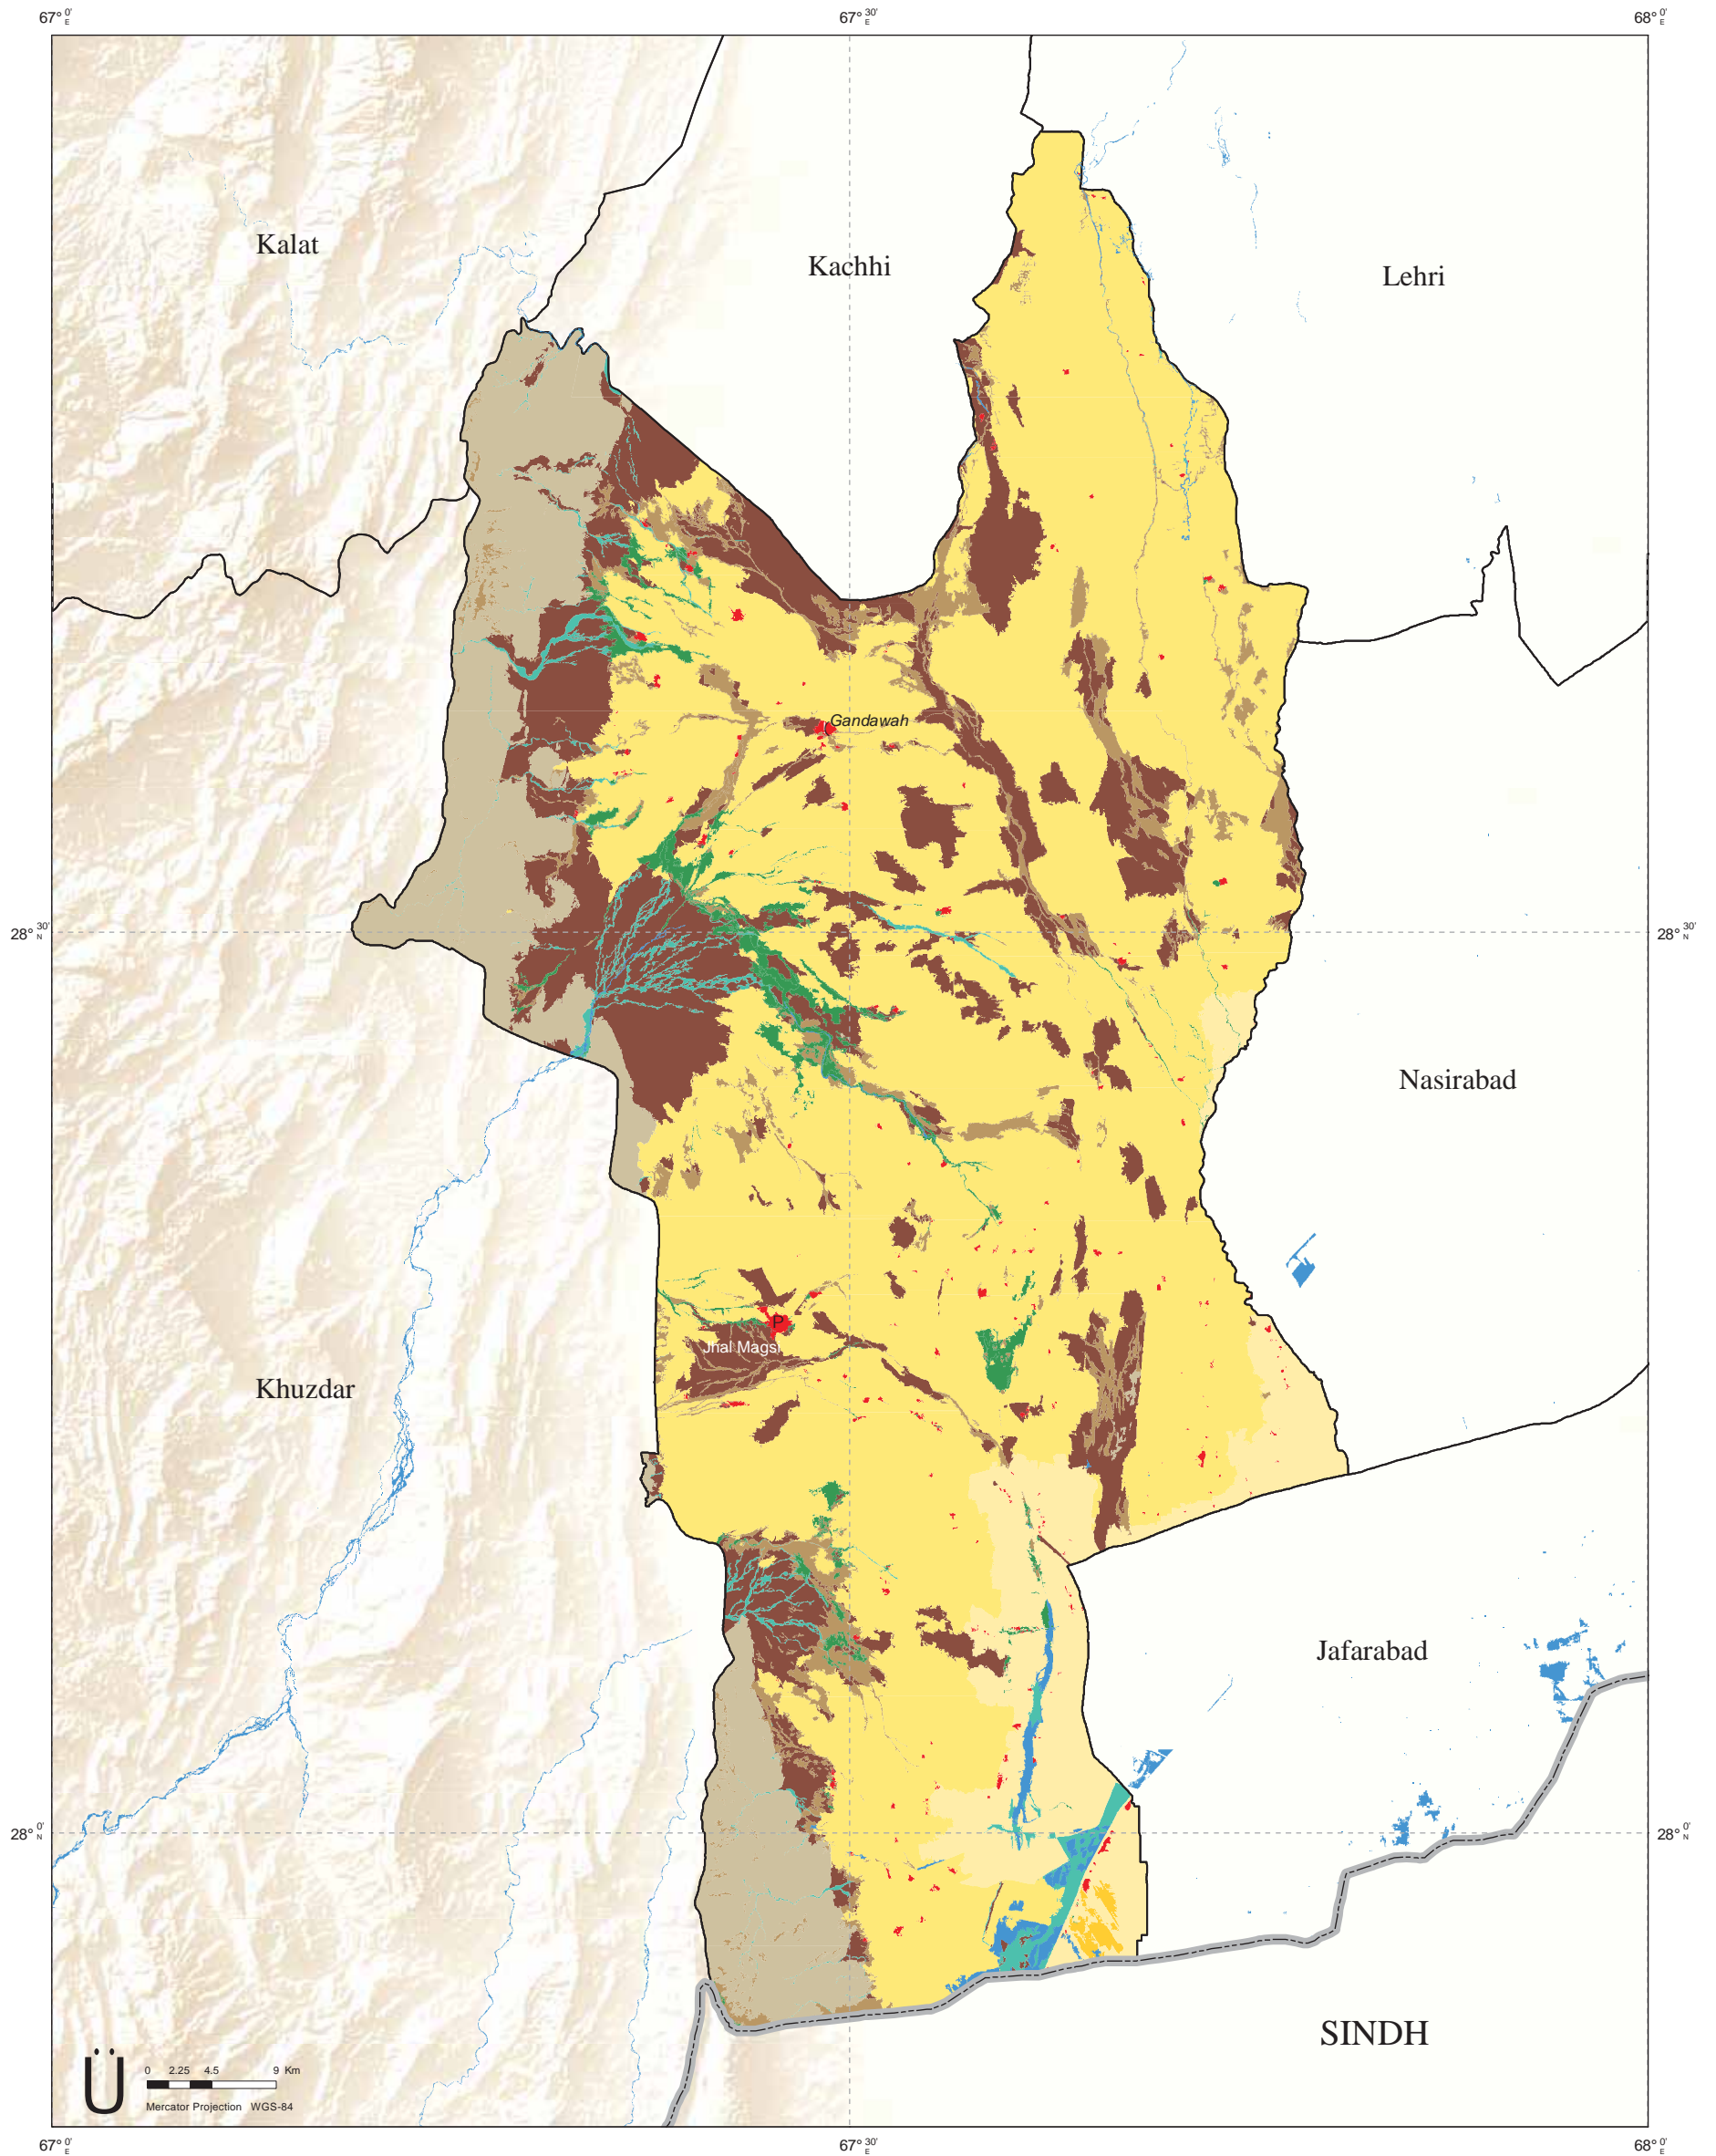 67° 0' E
67° 30' E
68° 0' E
Kalat
Kachhi
Lehri
Gandawah
28° 30' N
28° 30' N
Nasirabad
P
Jhal Magsi
Khuzdar
Jafarabad
28° 0' N
28° 0' N
SINDH
Ü
0 2.25 4.5 9 Km
Mercator Projection WGS-84
67° 0' E
67° 30' E
68° 0' E